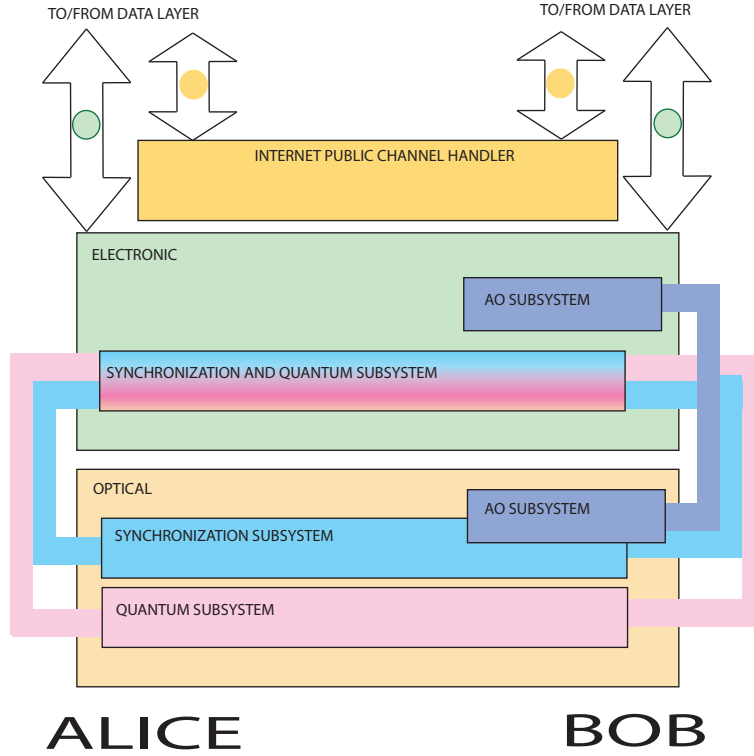 TO/FROM DATA LAYER
TO/FROM DATA LAYER
INTERNET PUBLIC CHANNEL HANDLER
ELECTRONIC
AO SUBSYSTEM
SYNCHRONIZATION AND QUANTUM SUBSYSTEM
OPTICAL
AO SUBSYSTEM
SYNCHRONIZATION SUBSYSTEM
QUANTUM SUBSYSTEM
ALICE
BOB